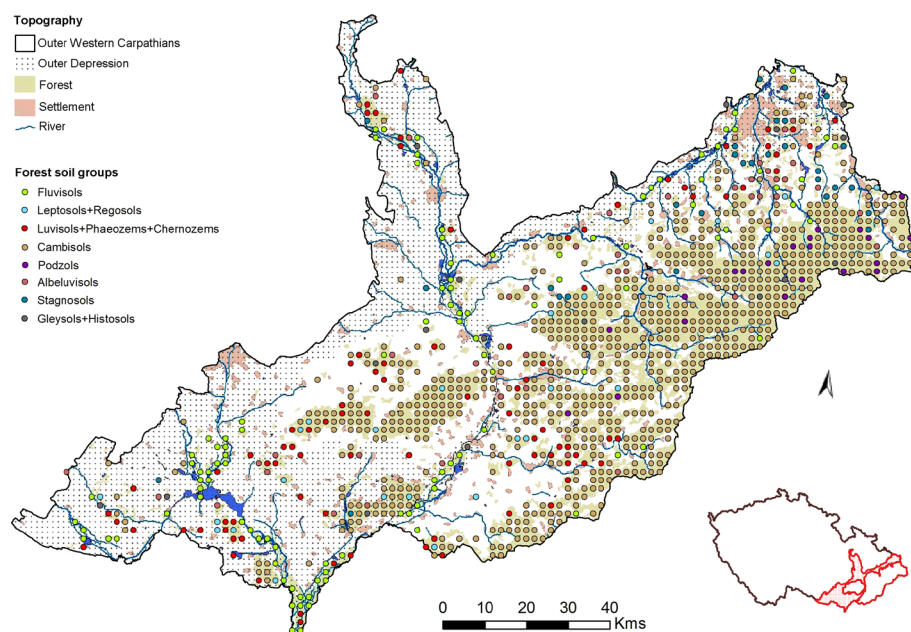 Topography
Outer Western Carpathians
Outer Depression
Forest
Settlement
River
Forest soil groups
Fluvisols
Leptosols+Regosols
Luvisols+Phaeozems+Chernozems
Cambisols
Podzols
Albeluvisols
Stagnosols
Gleysols+Histosols
0 10 20 30 40
Kms